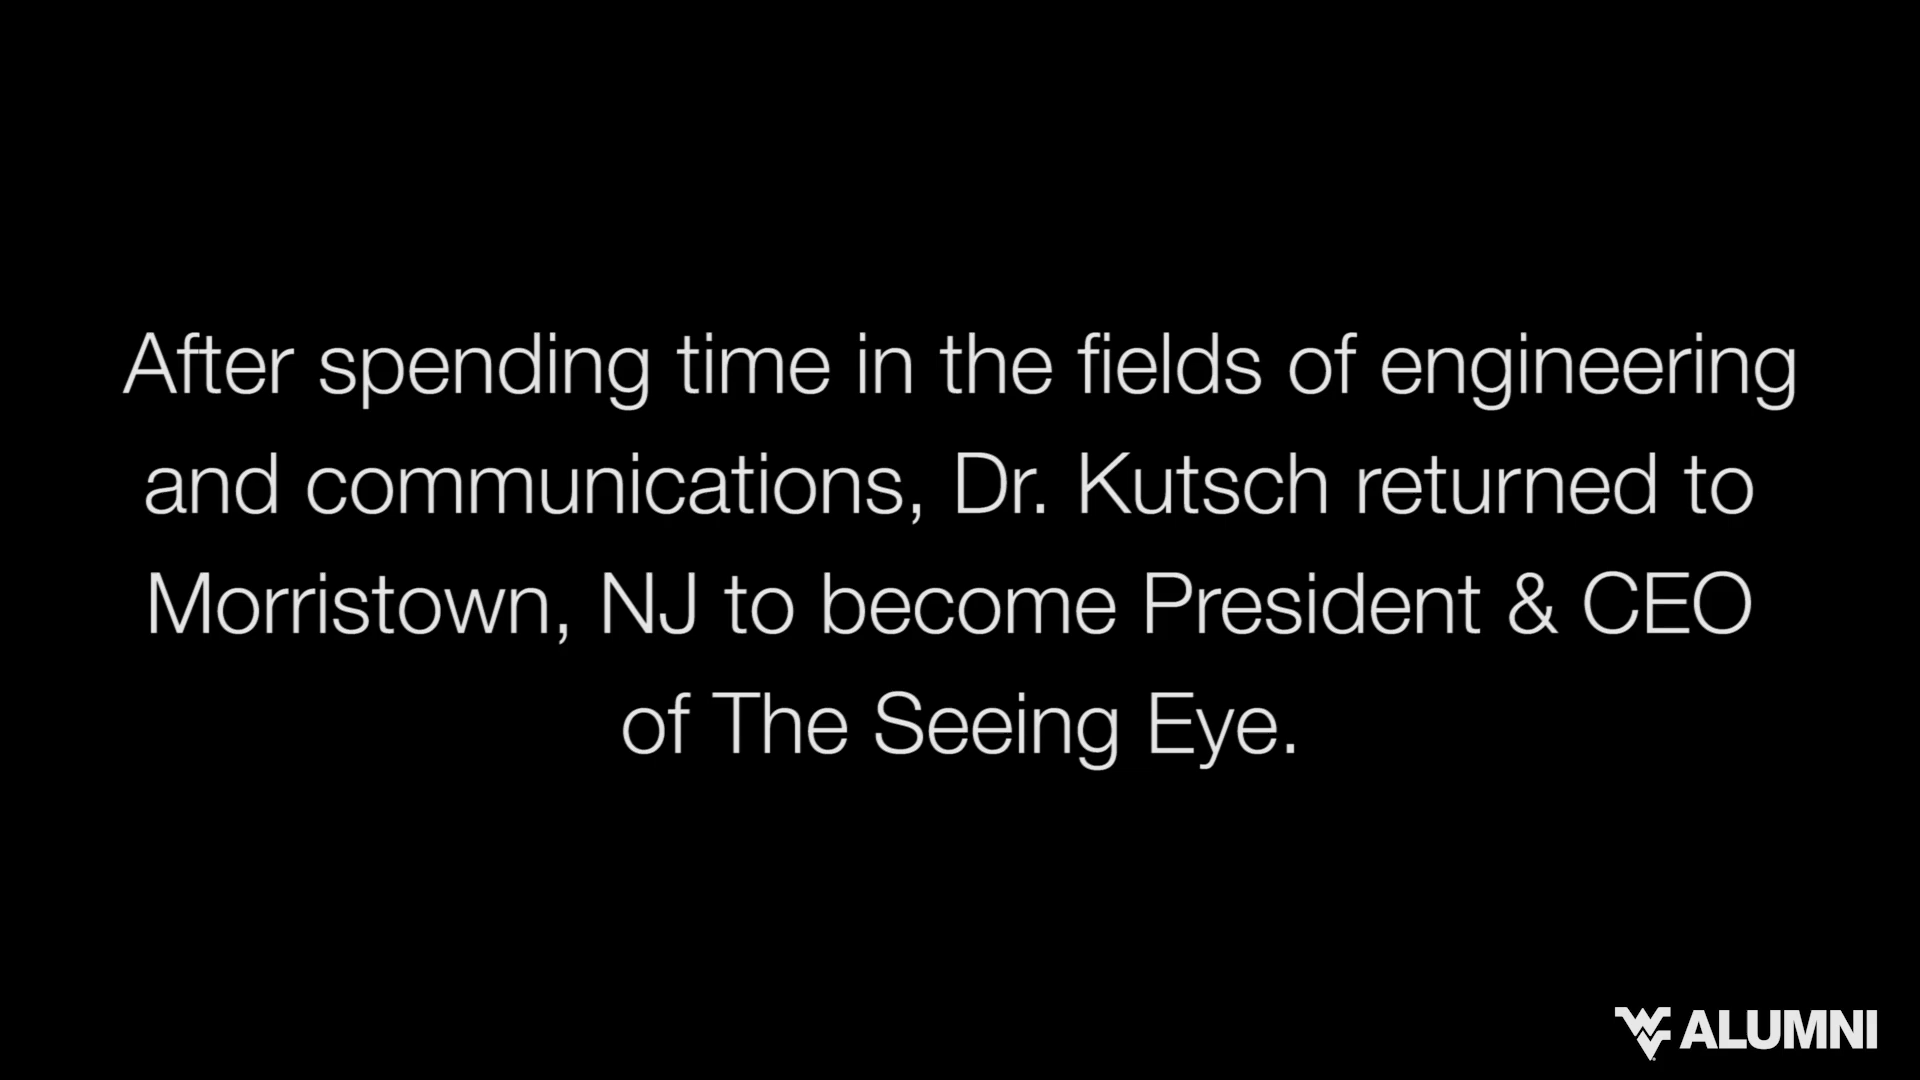 After spending time in the fields of engineering
and communications, Dr. Kutsch returned to
Morristown, NJ to become President & CEO
of The Seeing Eye.
WV ALUMNI